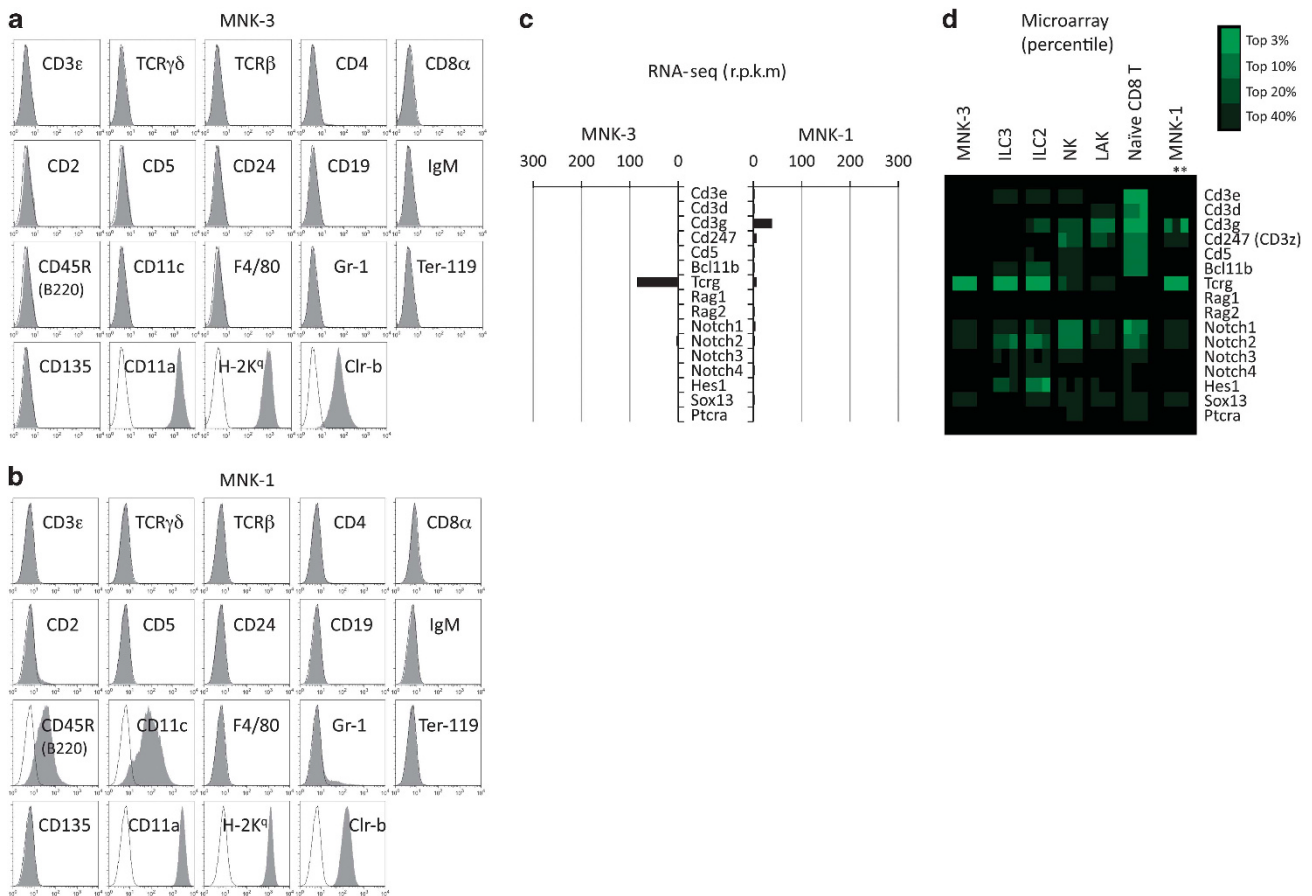 a
MNK-3
CD3ε TCRγδ TCRβ CD4 CD8α
CD2 CD5 CD24 CD19 IgM
CD45R CD11c F4/80 Gr-1 Ter-119
(B220)
CD135 CD11a H-2Kq Clr-b
b
MNK-1
CD3ε TCRγδ TCRβ CD4 CD8α
CD2 CD5 CD24 CD19 IgM
CD45R CD11c F4/80 Gr-1 Ter-119
(B220)
CD135 CD11a H-2Kq Clr-b
c
RNA-seq (r.p.k.m)
MNK-3 MNK-1
300 200 100 0 0 100 200 300
Cd3e
Cd3d
Cd3g
Cd247
Cd5
Bcl11b
Tcrg
Rag1
Rag2
Notch1
Notch2
Notch3
Notch4
Hes1
Sox13
Ptcra
d
Microarray
(percentile)
Top 3%
Top 10%
Top 20%
Top 40%
MNK-3 ILC3 ILC2 NK LAK Naïve CD8 T MNK-1
**
Cd3e
Cd3d
Cd3g
Cd247 (CD3z)
Cd5
Bcl11b
Tcrg
Rag1
Rag2
Notch1
Notch2
Notch3
Notch4
Hes1
Sox13
Ptcra